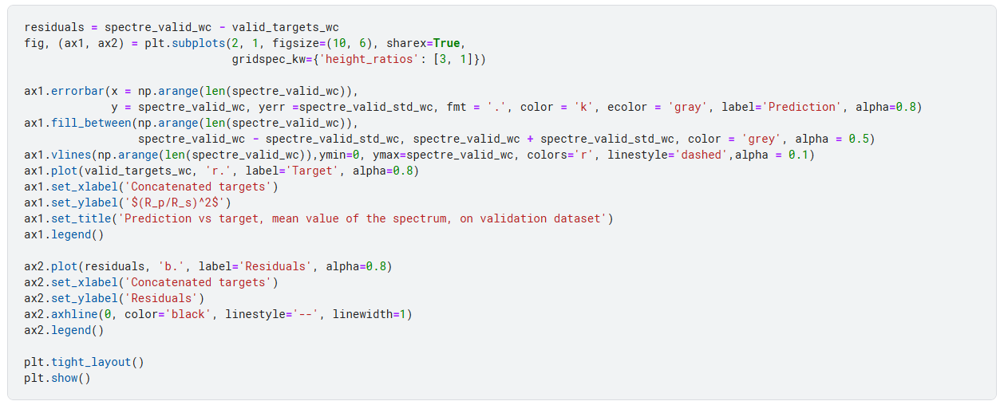 residuals = spectre_valid_wc - valid_targets_wc
fig, (ax1, ax2) = plt.subplots(2, 1, figsize=(10, 6), sharex=True,
                               gridspec_kw={'height_ratios': [3, 1]})

ax1.errorbar(x = np.arange(len(spectre_valid_wc)),
             y = spectre_valid_wc, yerr =spectre_valid_std_wc, fmt = '.', color = 'k', ecolor = 'gray', label='Prediction', alpha=0.8)
ax1.fill_between(np.arange(len(spectre_valid_wc)),
                 spectre_valid_wc - spectre_valid_std_wc, spectre_valid_wc + spectre_valid_std_wc, color = 'grey', alpha = 0.5)
ax1.vlines(np.arange(len(spectre_valid_wc)),ymin=0, ymax=spectre_valid_wc, colors='r', linestyle='dashed',alpha = 0.1)
ax1.plot(valid_targets_wc, 'r.', label='Target', alpha=0.8)
ax1.set_xlabel('Concatenated targets')
ax1.set_ylabel('$(R_p/R_s)^2$')
ax1.set_title('Prediction vs target, mean value of the spectrum, on validation dataset')
ax1.legend()

ax2.plot(residuals, 'b.', label='Residuals', alpha=0.8)
ax2.set_xlabel('Concatenated targets')
ax2.set_ylabel('Residuals')
ax2.axhline(0, color='black', linestyle='--', linewidth=1)
ax2.legend()

plt.tight_layout()
plt.show()